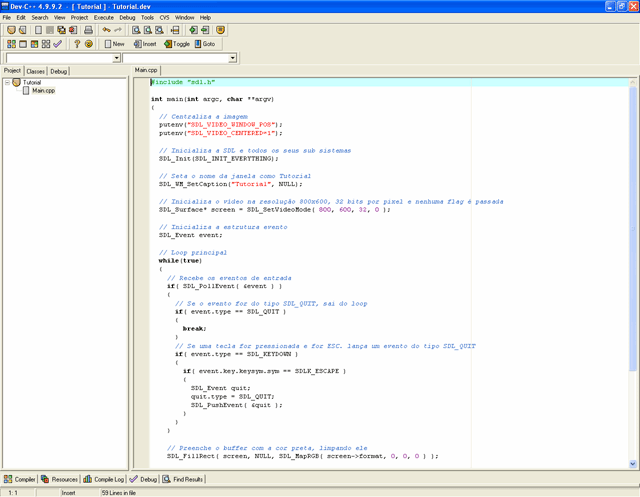 Dev-C++ 4.9.9.2 - [ Tutorial ] - Tutorial.dev
File Edit Search View Project Execute Debug Tools CVS Window Help
New Insert Toggle Goto
Project Classes Debug
Main.cpp
Tutorial
Main.cpp
#include "sdl.h"
int main(int argc, char **argv)
{
// Centraliza a imagem
putenv("SDL_VIDEO_WINDOW_POS");
putenv("SDL_VIDEO_CENTERED=1");
// Inicializa a SDL e todos os seus sub sistemas
SDL_Init(SDL_INIT_EVERYTHING);
// Seta o nome da janela como Tutorial
SDL_WM_SetCaption("Tutorial", NULL);
// Inicializa o video na resolução 800x600, 32 bits por pixel e nenhuma flag é passada
SDL_Surface* screen = SDL_SetVideoMode( 800, 600, 32, 0 );
// Inicializa a estrutura evento
SDL_Event event;
// Loop principal
while(true)
{
// Recebe os eventos de entrada
if( SDL_PollEvent( &event ) )
{
// Se o evento for do tipo SDL_QUIT, sai do loop
if( event.type == SDL_QUIT )
{
break;
}
// Se uma tecla for pressionada e for ESC. lança um evento do tipo SDL_QUIT
if( event.type == SDL_KEYDOWN )
{
if( event.key.keysym.sym == SDLK_ESCAPE )
{
SDL_Event quit;
quit.type = SDL_QUIT;
SDL_PushEvent( &quit );
}
}
}
// Preenche o buffer com a cor preta, limpando ele
SDL_FillRect( screen, NULL, SDL_MapRGB( screen->format, 0, 0, 0 ) );
Compiler Resources Compile Log Debug Find Results
1: 1 Insert 59 Lines in file